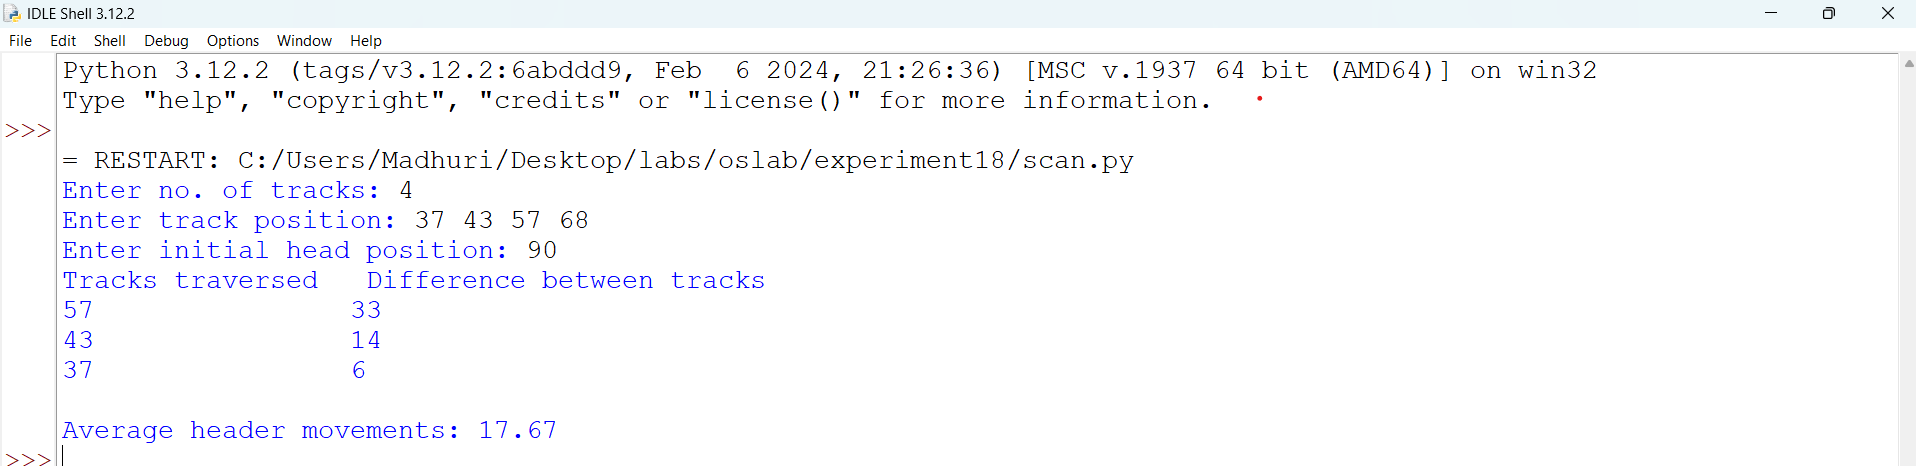 IDLE Shell 3.12.2
File Edit Shell Debug Options Window Help
Python 3.12.2 (tags/v3.12.2:6abddd9, Feb  6 2024, 21:26:36) [MSC v.1937 64 bit (AMD64)] on win32
Type "help", "copyright", "credits" or "license()" for more information.
>>>
= RESTART: C:/Users/Madhuri/Desktop/labs/oslab/experiment18/scan.py
Enter no. of tracks: 4
Enter track position: 37 43 57 68
Enter initial head position: 90
Tracks traversed   Difference between tracks
57                33
43                14
37                6
Average header movements: 17.67
>>>